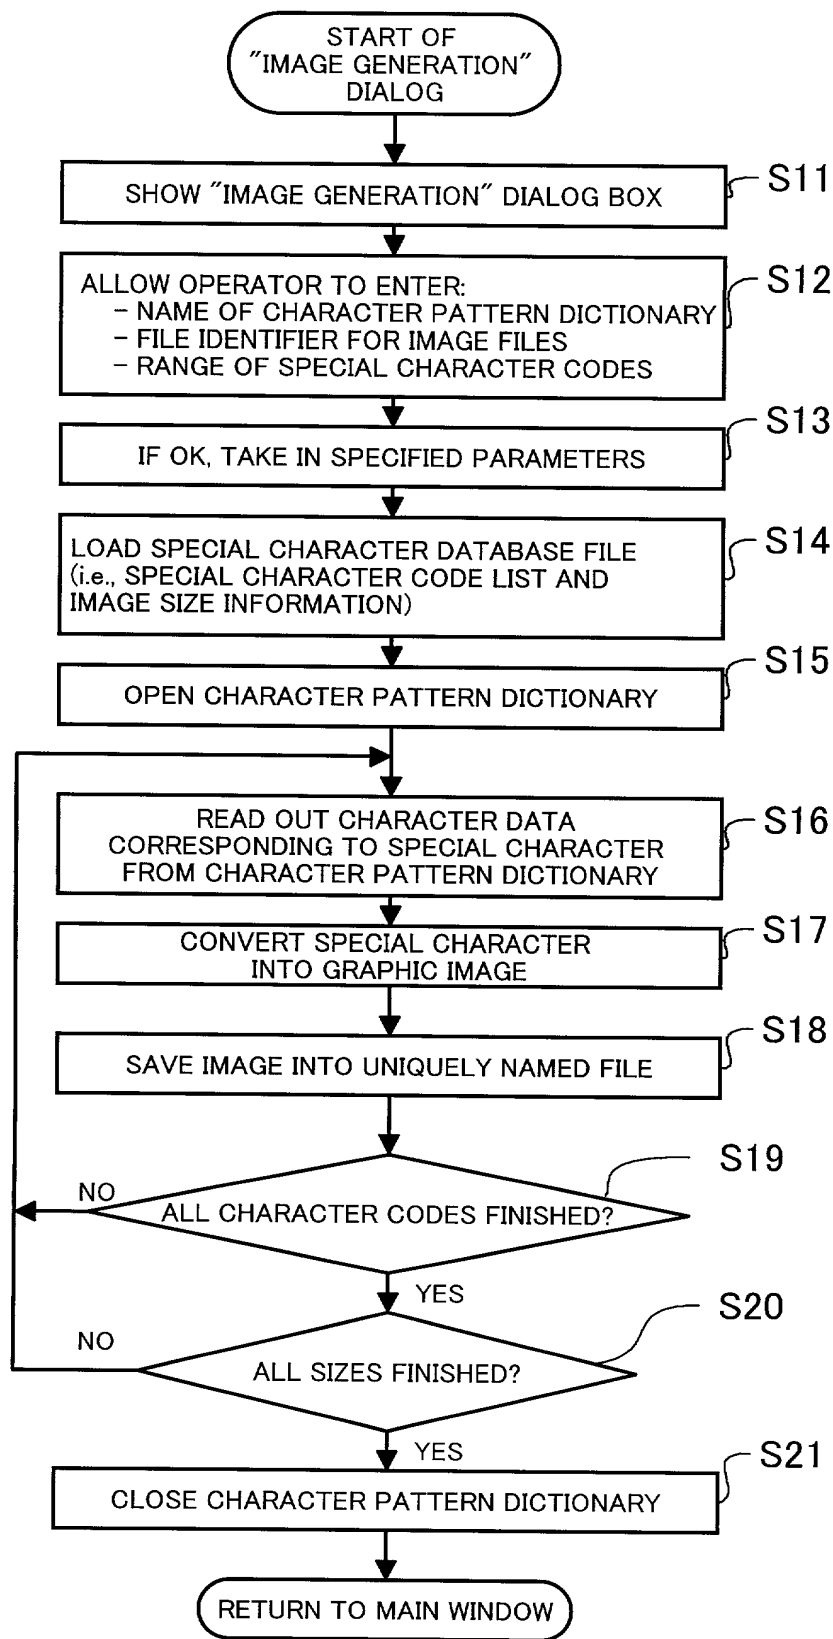 START OF
"IMAGE GENERATION"
DIALOG
SHOW "IMAGE GENERATION" DIALOG BOX
S11
ALLOW OPERATOR TO ENTER:
– NAME OF CHARACTER PATTERN DICTIONARY
– FILE IDENTIFIER FOR IMAGE FILES
– RANGE OF SPECIAL CHARACTER CODES
S12
IF OK, TAKE IN SPECIFIED PARAMETERS
S13
LOAD SPECIAL CHARACTER DATABASE FILE
(i.e., SPECIAL CHARACTER CODE LIST AND
IMAGE SIZE INFORMATION)
S14
OPEN CHARACTER PATTERN DICTIONARY
S15
READ OUT CHARACTER DATA
CORRESPONDING TO SPECIAL CHARACTER
FROM CHARACTER PATTERN DICTIONARY
S16
CONVERT SPECIAL CHARACTER
INTO GRAPHIC IMAGE
S17
SAVE IMAGE INTO UNIQUELY NAMED FILE
S18
ALL CHARACTER CODES FINISHED?
S19
NO
YES
ALL SIZES FINISHED?
S20
NO
YES
CLOSE CHARACTER PATTERN DICTIONARY
S21
RETURN TO MAIN WINDOW